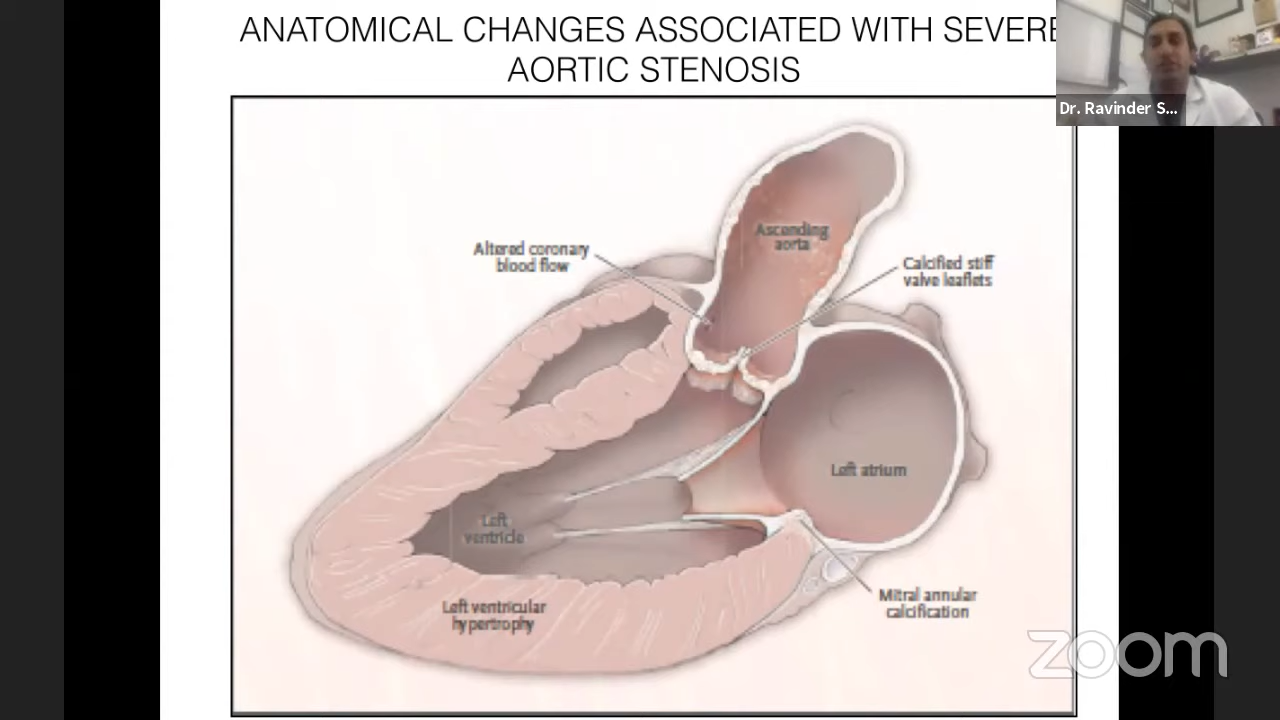 ANATOMICAL CHANGES ASSOCIATED WITH SEVERE
AORTIC STENOSIS
Dr. Ravinder S...
Ascending
aorta
Altered coronary
blood flow
Calcified stiff
valve leaflets
Left atrium
Left
ventricle
Left ventricular
hypertrophy
Mitral annular
calcification
zoom